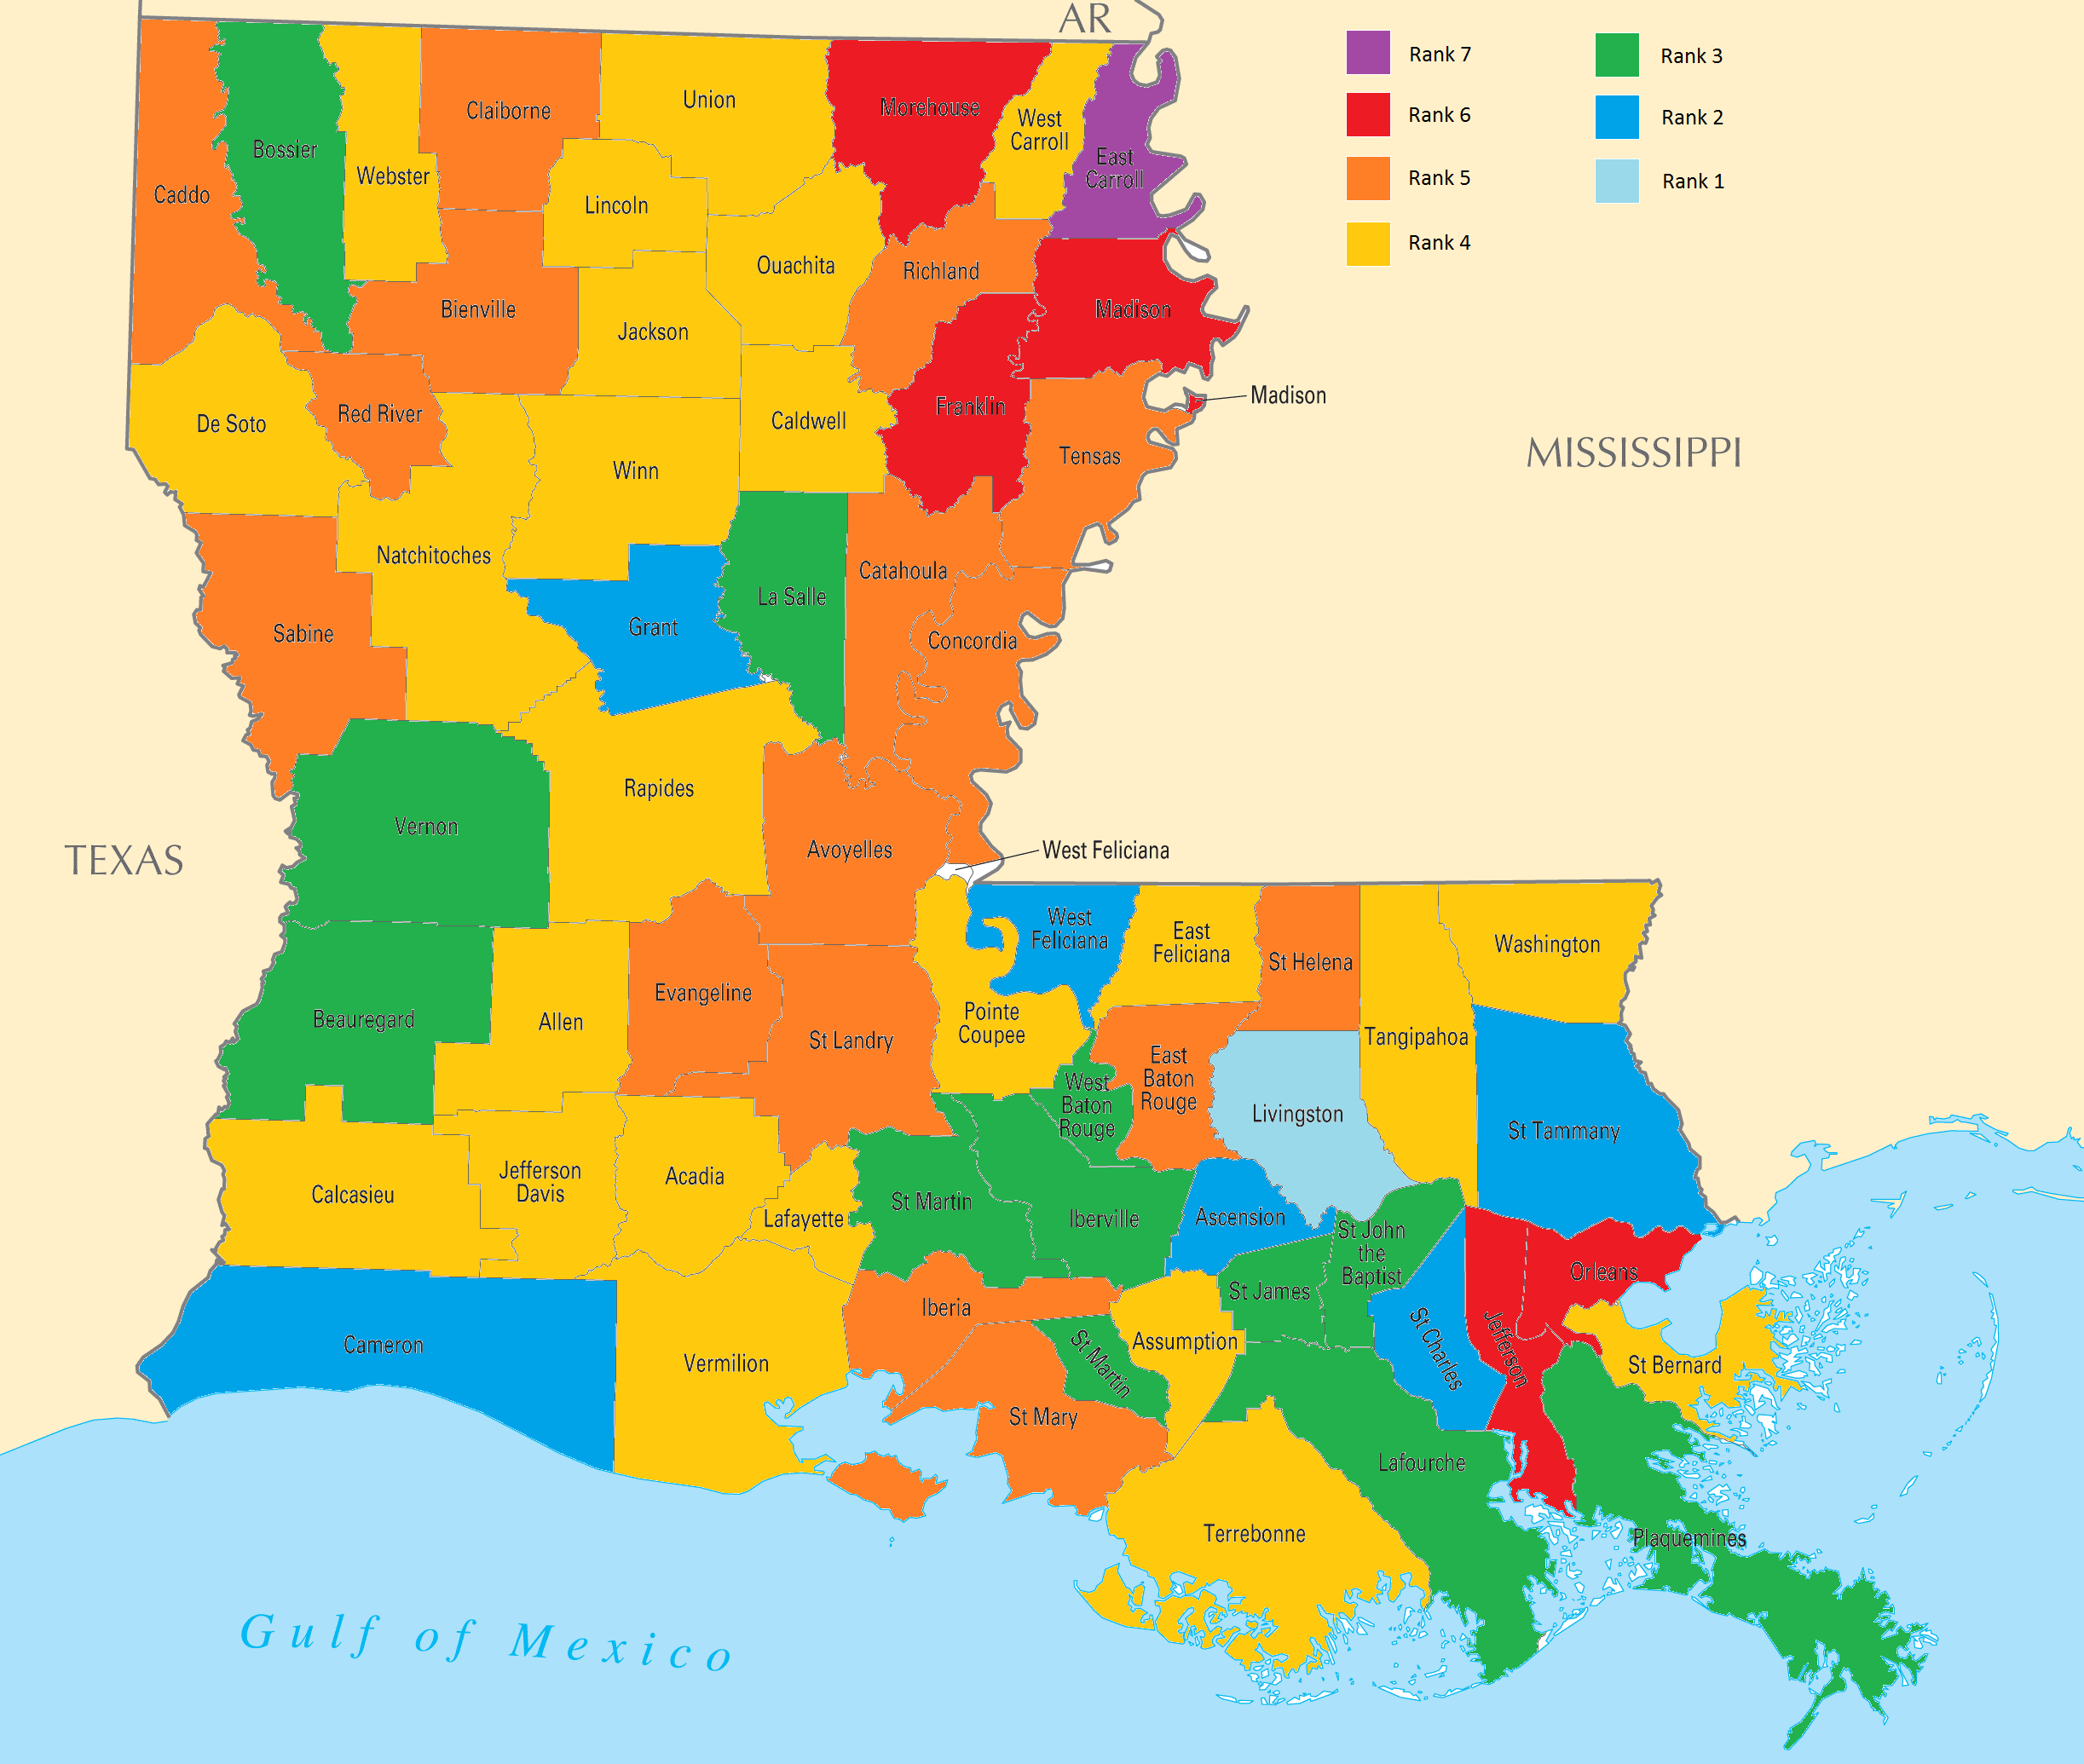 AR
Rank 7
Rank 3
Rank 6
Rank 2
Rank 5
Rank 1
Rank 4
Caddo
Bossier
Webster
Claiborne
Union
Morehouse
West
Carroll
East
Carroll
Lincoln
Ouachita
Richland
Madison
Bienville
Jackson
Madison
De Soto
Red River
Winn
Caldwell
Franklin
Tensas
MISSISSIPPI
Natchitoches
Sabine
Grant
La Salle
Catahoula
Concordia
Vernon
Rapides
Avoyelles
West Feliciana
TEXAS
West
Feliciana
East
Feliciana
St Helena
Washington
Beauregard
Allen
Evangeline
St Landry
Pointe
Coupee
East
Baton
Rouge
Tangipahoa
West
Baton
Rouge
Livingston
St Tammany
Calcasieu
Jefferson
Davis
Acadia
Lafayette
St Martin
Iberville
Ascension
St John
the
Baptist
St James
Orleans
Cameron
Vermilion
Iberia
St Martin
Assumption
St Charles
Jefferson
St Bernard
St Mary
Lafourche
Terrebonne
Plaquemines
Gulf of Mexico